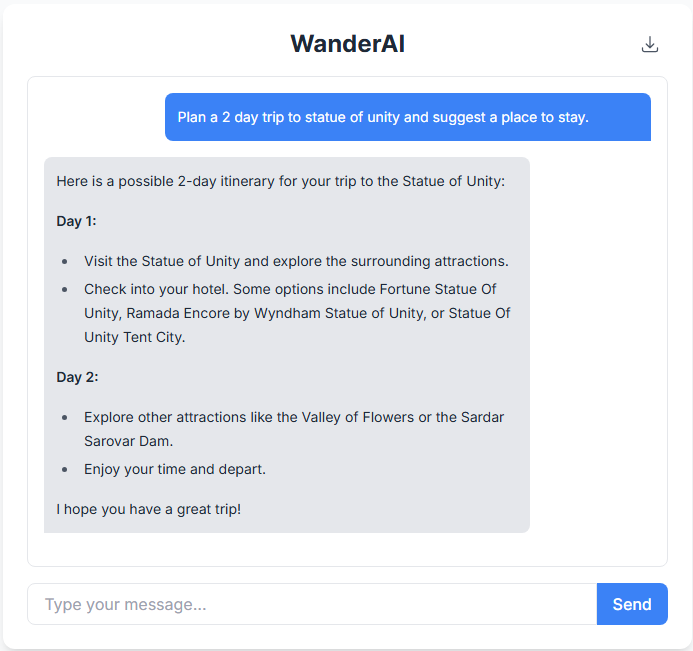 WanderAI
Plan a 2 day trip to statue of unity and suggest a place to stay.
Here is a possible 2-day itinerary for your trip to the Statue of Unity:
Day 1:
Visit the Statue of Unity and explore the surrounding attractions.
Check into your hotel. Some options include Fortune Statue Of
Unity, Ramada Encore by Wyndham Statue of Unity, or Statue Of
Unity Tent City.
Day 2:
Explore other attractions like the Valley of Flowers or the Sardar
Sarovar Dam.
Enjoy your time and depart.
I hope you have a great trip!
Type your message...
Send